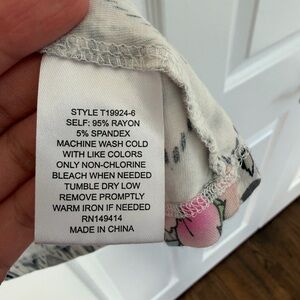 STYLE T19924-6
SELF: 95% RAYON
5% SPANDEX
MACHINE WASH COLD
WITH LIKE COLORS
ONLY NON-CHLORINE
BLEACH WHEN NEEDED
TUMBLE DRY LOW
REMOVE PROMPTLY
WARM IRON IF NEEDED
RN149414
MADE IN CHINA